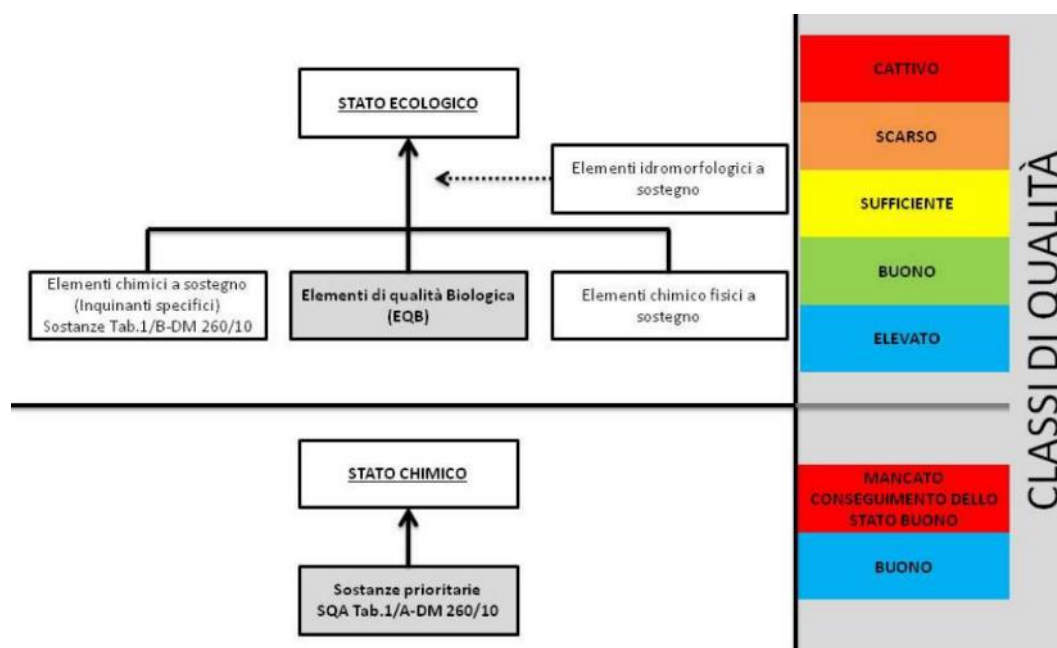 STATO ECOLOGICO
Elementi idromorfologici a
sostegno
Elementi chimici a sostegno
(Inquinanti specifici)
Sostanze Tab.1/B-DM 260/10
Elementi di qualità Biologica
(EQB)
Elementi chimico fisici a
sostegno
CATTIVO
SCARSO
SUFFICIENTE
BUONO
ELEVATO
STATO CHIMICO
Sostanze prioritarie
SQA Tab.1/A-DM 260/10
MANCATO
CONSEGUIMENTO DELLO
STATO BUONO
BUONO
CLASSI DI QUALITÀ